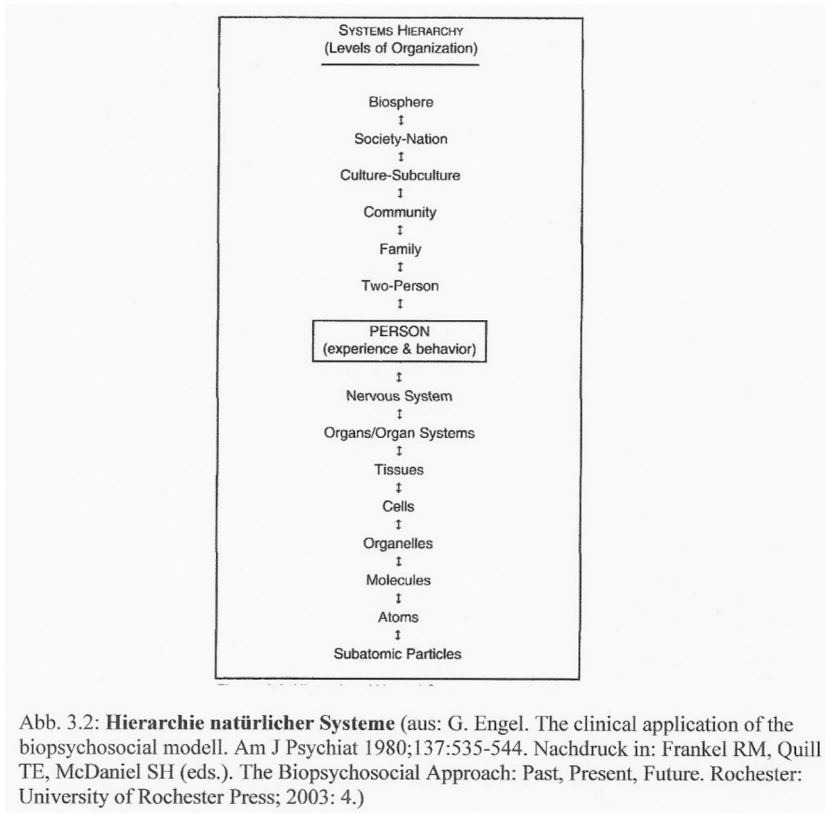 SYSTEMS HIERARCHY
(Levels of Organization)
Biosphere
↕
Society-Nation
↕
Culture-Subculture
↕
Community
↕
Family
↕
Two-Person
↕
PERSON
(experience & behavior)
↕
Nervous System
↕
Organs/Organ Systems
↕
Tissues
↕
Cells
↕
Organelles
↕
Molecules
↕
Atoms
↕
Subatomic Particles
Abb. 3.2: Hierarchie natürlicher Systeme (aus: G. Engel. The clinical application of the
biopsychosocial modell. Am J Psychiat 1980;137:535-544. Nachdruck in: Frankel RM, Quill
TE, McDaniel SH (eds.). The Biopsychosocial Approach: Past, Present, Future. Rochester:
University of Rochester Press; 2003: 4.)